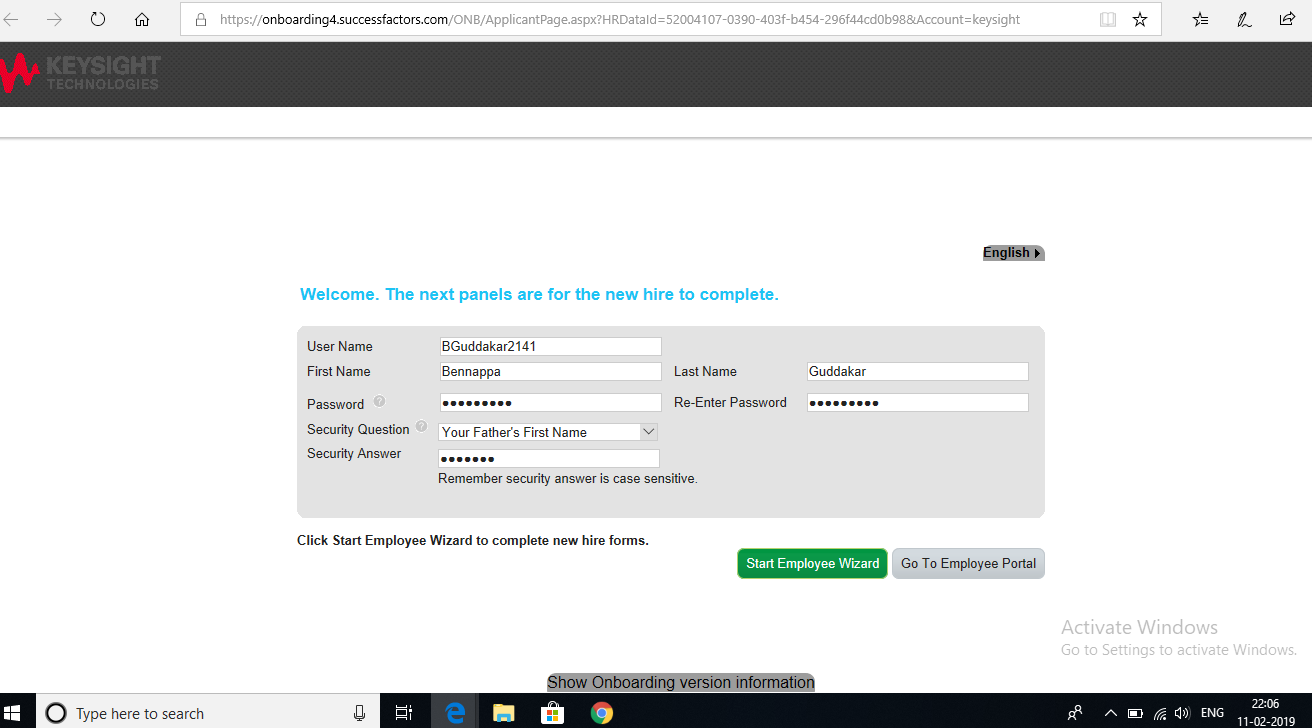 https://onboarding4.successfactors.com/ONB/ApplicantPage.aspx?HRDataId=52004107-0390-403f-b454-296f44cd0b98&Account=keysight
KEYSIGHT
TECHNOLOGIES
English
Welcome. The next panels are for the new hire to complete.
User Name BGuddakar2141
First Name Bennappa Last Name Guddakar
Password ? ●●●●●●●●● Re-Enter Password ●●●●●●●●●
Security Question ? Your Father's First Name
Security Answer ●●●●●●●
Remember security answer is case sensitive.
Click Start Employee Wizard to complete new hire forms.
Start Employee Wizard Go To Employee Portal
Activate Windows
Go to Settings to activate Windows.
Show Onboarding version information
Type here to search ENG 22:06
11-02-2019